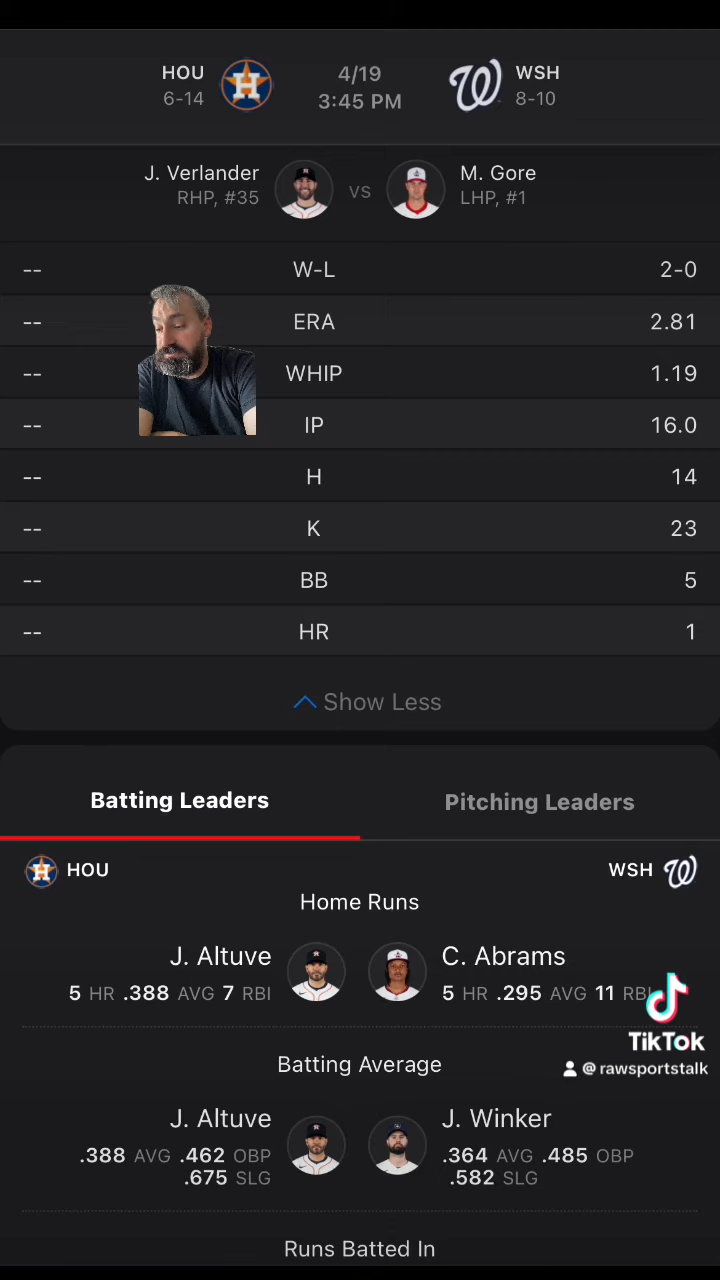 HOU
6-14
4/19
3:45 PM
WSH
8-10
J. Verlander
RHP, #35
VS
M. Gore
LHP, #1
-- W-L 2-0
-- ERA 2.81
-- WHIP 1.19
-- IP 16.0
-- H 14
-- K 23
-- BB 5
-- HR 1
Show Less
Batting Leaders Pitching Leaders
HOU WSH
Home Runs
J. Altuve C. Abrams
5 HR .388 AVG 7 RBI 5 HR .295 AVG 11 RBI
TikTok
@rawsportstalk
Batting Average
J. Altuve J. Winker
.388 AVG .462 OBP .364 AVG .485 OBP
.675 SLG .582 SLG
Runs Batted In